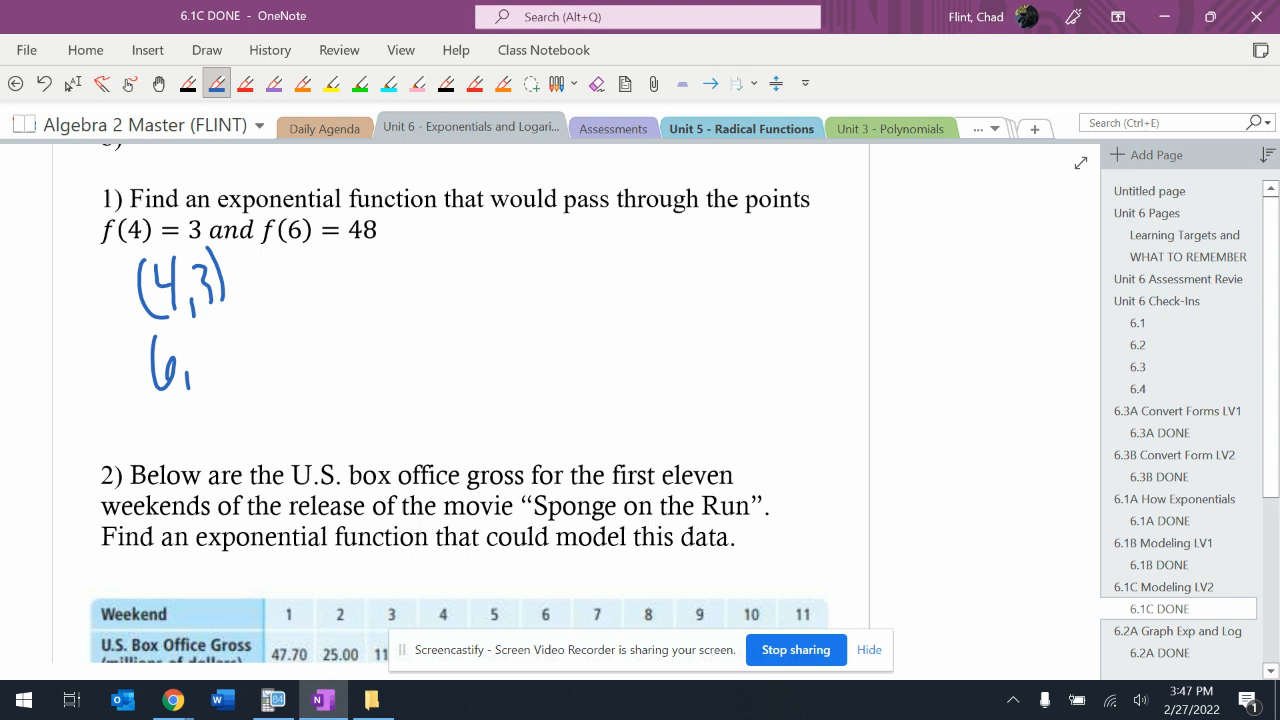 6.1C DONE - OneNote
Search (Alt+Q)
Flint, Chad
File Home Insert Draw History Review View Help Class Notebook
Algebra 2 Master (FLINT)
Daily Agenda
Unit 6 - Exponentials and Logari...
Assessments
Unit 5 - Radical Functions
Unit 3 - Polynomials
...
Search (Ctrl+E)
1) Find an exponential function that would pass through the points
f(4) = 3 and f(6) = 48
(4,3)
(6,
2) Below are the U.S. box office gross for the first eleven
weekends of the release of the movie “Sponge on the Run”.
Find an exponential function that could model this data.
Weekend 1 2 3 4 5 6 7 8 9 10 11
U.S. Box Office Gross 47.70 25.00 11
Screencastify - Screen Video Recorder is sharing your screen.
Stop sharing
Hide
Add Page
Untitled page
Unit 6 Pages
Learning Targets and
WHAT TO REMEMBER
Unit 6 Assessment Revie
Unit 6 Check-Ins
6.1
6.2
6.3
6.4
6.3A Convert Forms LV1
6.3A DONE
6.3B Convert Form LV2
6.3B DONE
6.1A How Exponentials
6.1A DONE
6.1B Modeling LV1
6.1B DONE
6.1C Modeling LV2
6.1C DONE
6.2A Graph Exp and Log
6.2A DONE
3:47 PM
2/27/2022